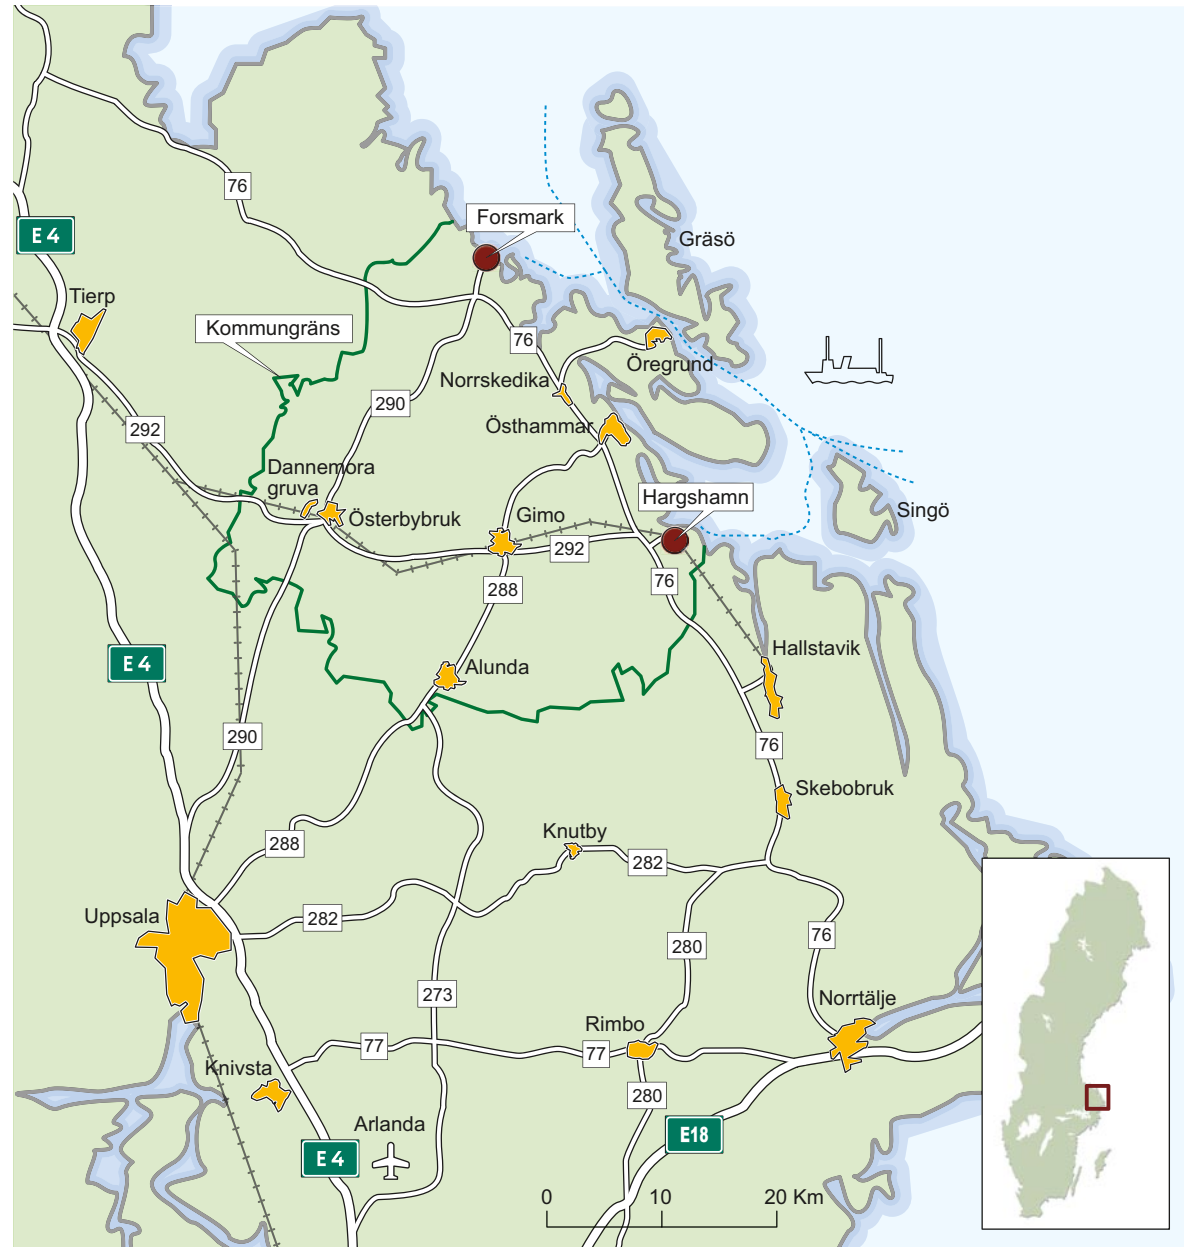 76
Forsmark
E 4
Gräsö
Tierp
Kommungräns
76
Öregrund
Norrskedika
290
292
Östhammar
Dannemora
gruva
Hargshamn
Österbybruk
Gimo
Singö
292
288
76
Hallstavik
E 4
Alunda
290
76
Skebobruk
288
Knutby
282
Uppsala
282
76
280
273
Norrtälje
Rimbo
77
77
Knivsta
280
Arlanda
E18
E 4
0
10
20 Km